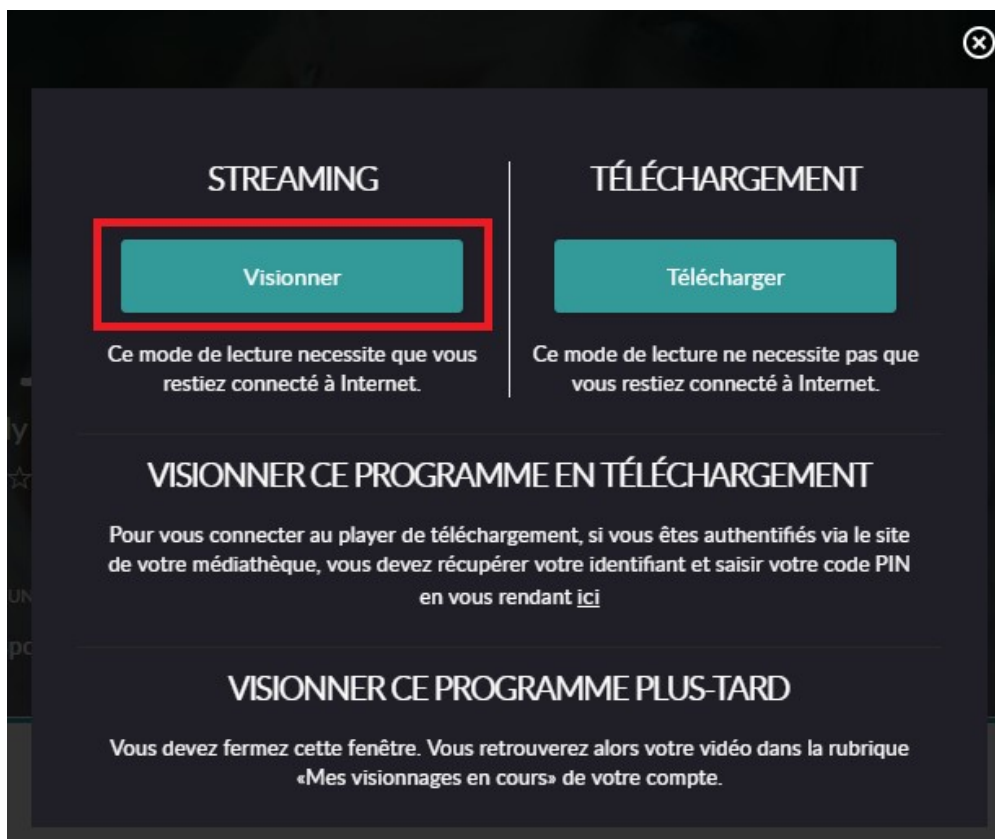 STREAMING
TÉLÉCHARGEMENT
Visionner
Télécharger
Ce mode de lecture necessite que vous
restiez connecté à Internet.
Ce mode de lecture ne necessite pas que
vous restiez connecté à Internet.
VISIONNER CE PROGRAMME EN TÉLÉCHARGEMENT
Pour vous connecter au player de téléchargement, si vous êtes authentifiés via le site
de votre médiathèque, vous devez récupérer votre identifiant et saisir votre code PIN
en vous rendant ici
VISIONNER CE PROGRAMME PLUS-TARD
Vous devez fermez cette fenêtre. Vous retrouverez alors votre vidéo dans la rubrique
«Mes visionnages en cours» de votre compte.